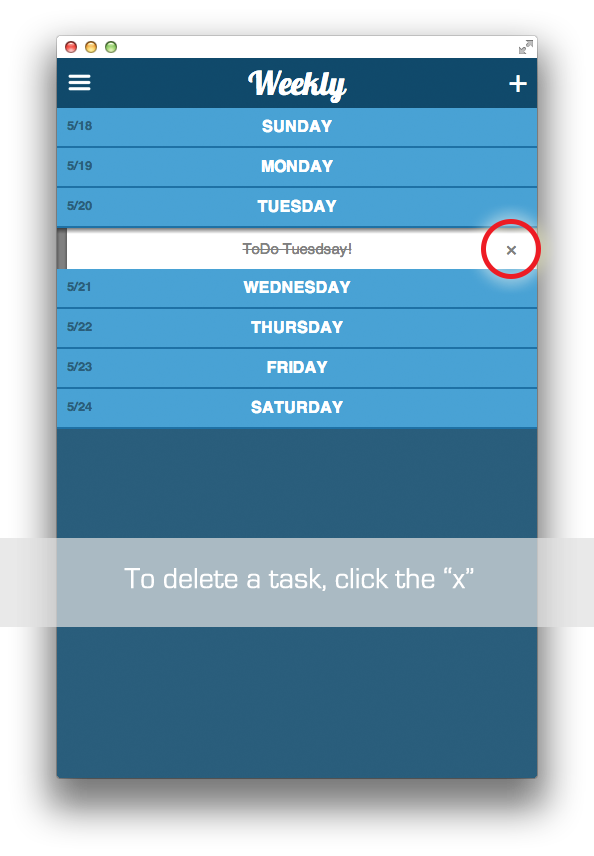 Weekly
5/18 SUNDAY
5/19 MONDAY
5/20 TUESDAY
ToDo Tuesdsay!
5/21 WEDNESDAY
5/22 THURSDAY
5/23 FRIDAY
5/24 SATURDAY
To delete a task, click the “x”